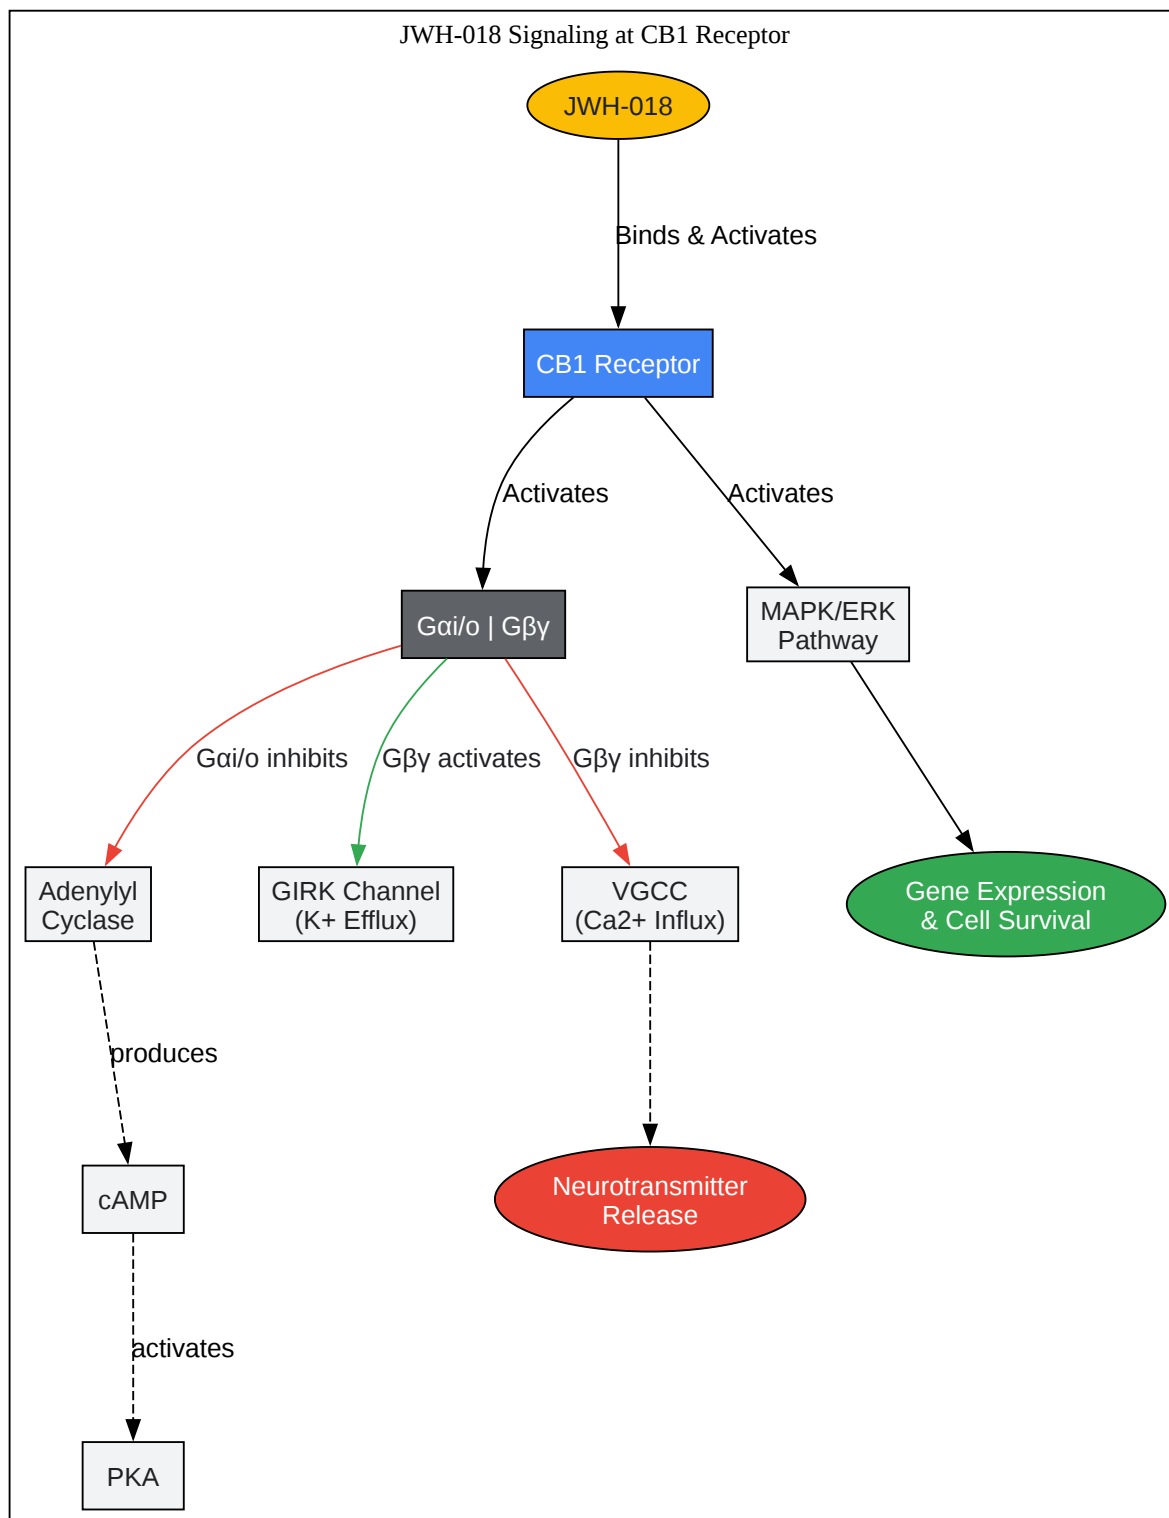 JWH-018 Signaling at CB1 Receptor
JWH-018
Binds & Activates
CB1 Receptor
Activates
Activates
Gαi/o | Gβγ
MAPK/ERK
Pathway
Gαi/o inhibits
Gβγ activates
Gβγ inhibits
Adenylyl
Cyclase
GIRK Channel
(K+ Efflux)
VGCC
(Ca2+ Influx)
Gene Expression
& Cell Survival
produces
cAMP
Neurotransmitter
Release
activates
PKA